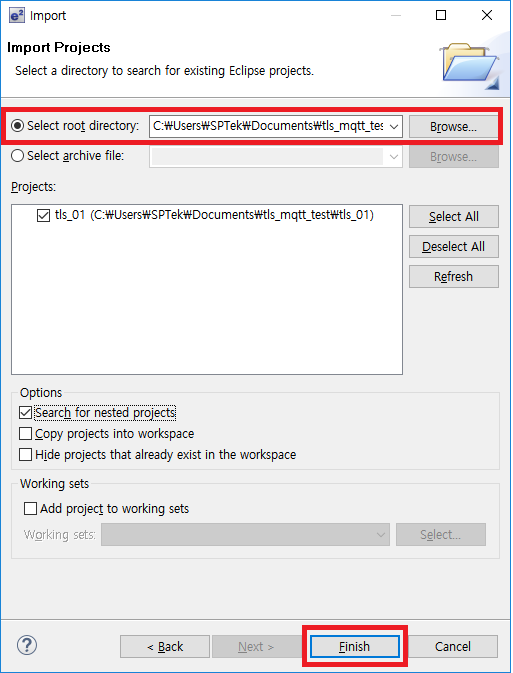 e² Import
Import Projects
Select a directory to search for existing Eclipse projects.
Select root directory: C:₩Users₩SPTek₩Documents₩tls_mqtt_tes Browse...
Select archive file: Browse...
Projects:
tls_01 (C:₩Users₩SPTek₩Documents₩tls_mqtt_test₩tls_01)
Select All
Deselect All
Refresh
Options
Search for nested projects
Copy projects into workspace
Hide projects that already exist in the workspace
Working sets
Add project to working sets
Working sets: Select...
? < Back Next > Finish Cancel